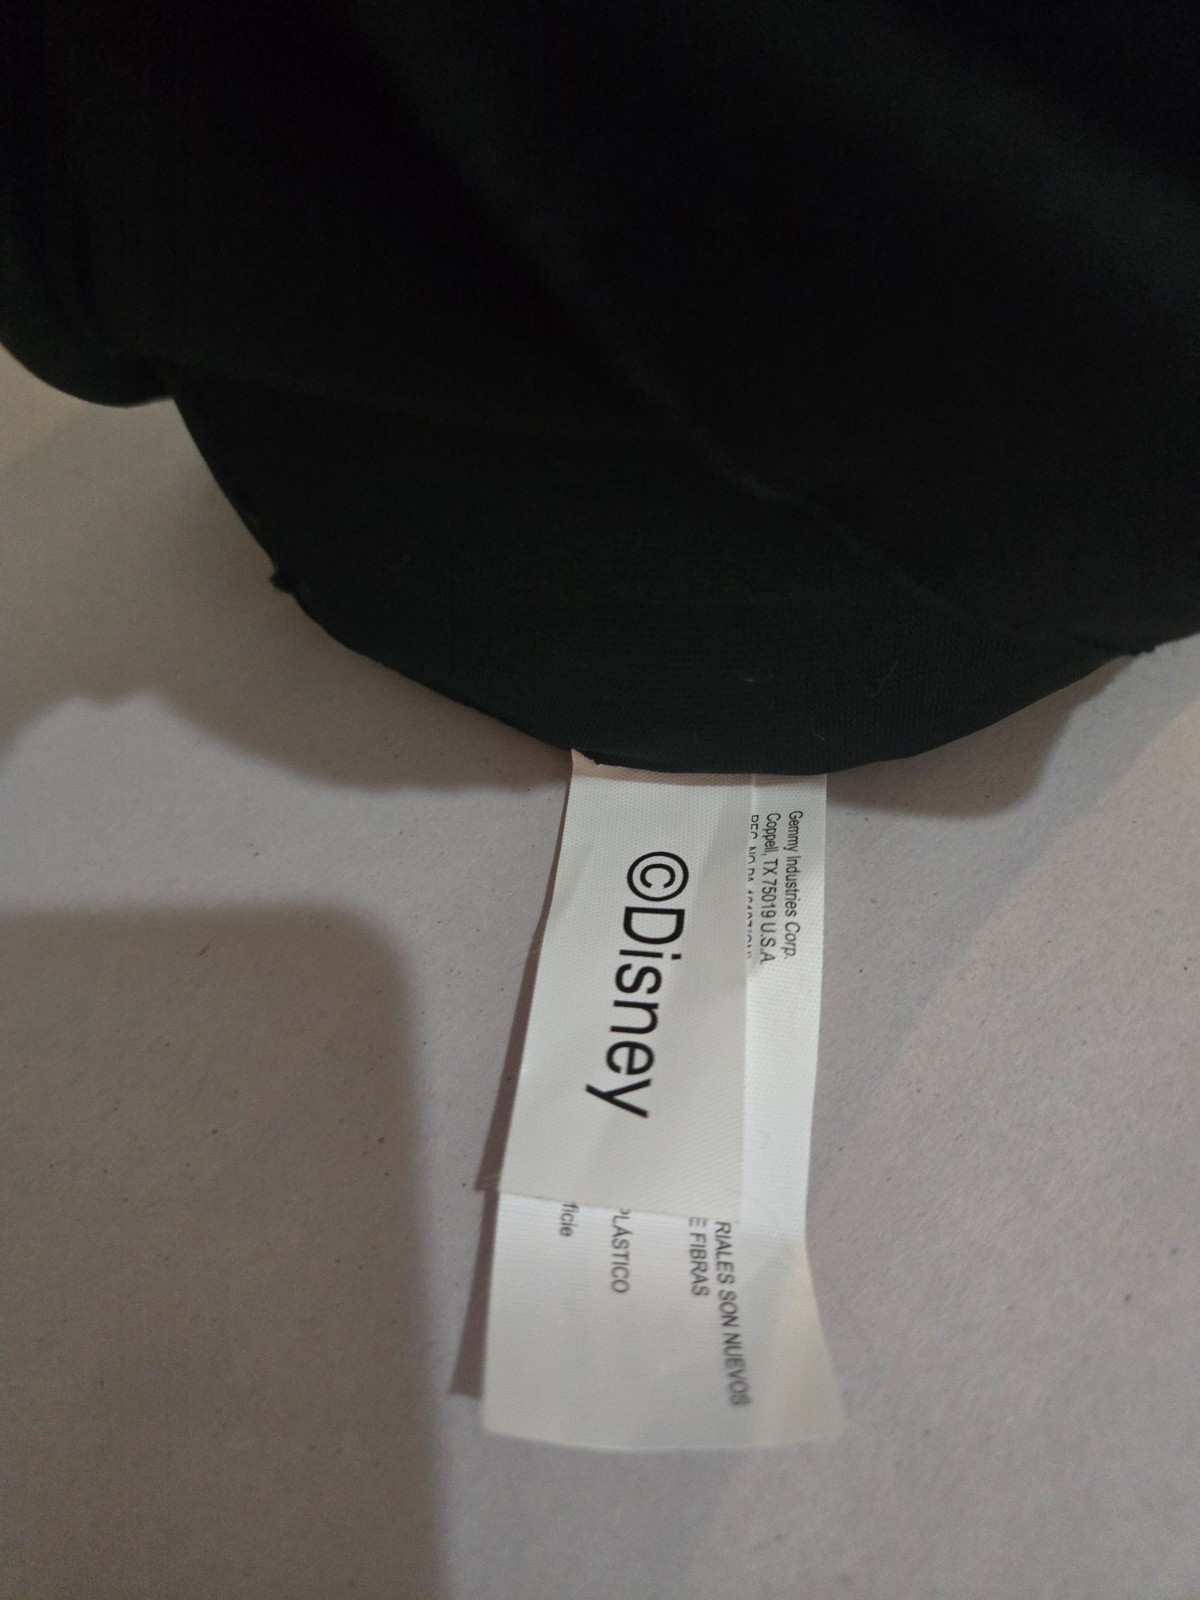 Gemmy Industries Corp.
Coppell, TX 75019 U.S.A.
©Disney
RIALES SON NUEVOS
E FIBRAS
PLÁSTICO
ficie